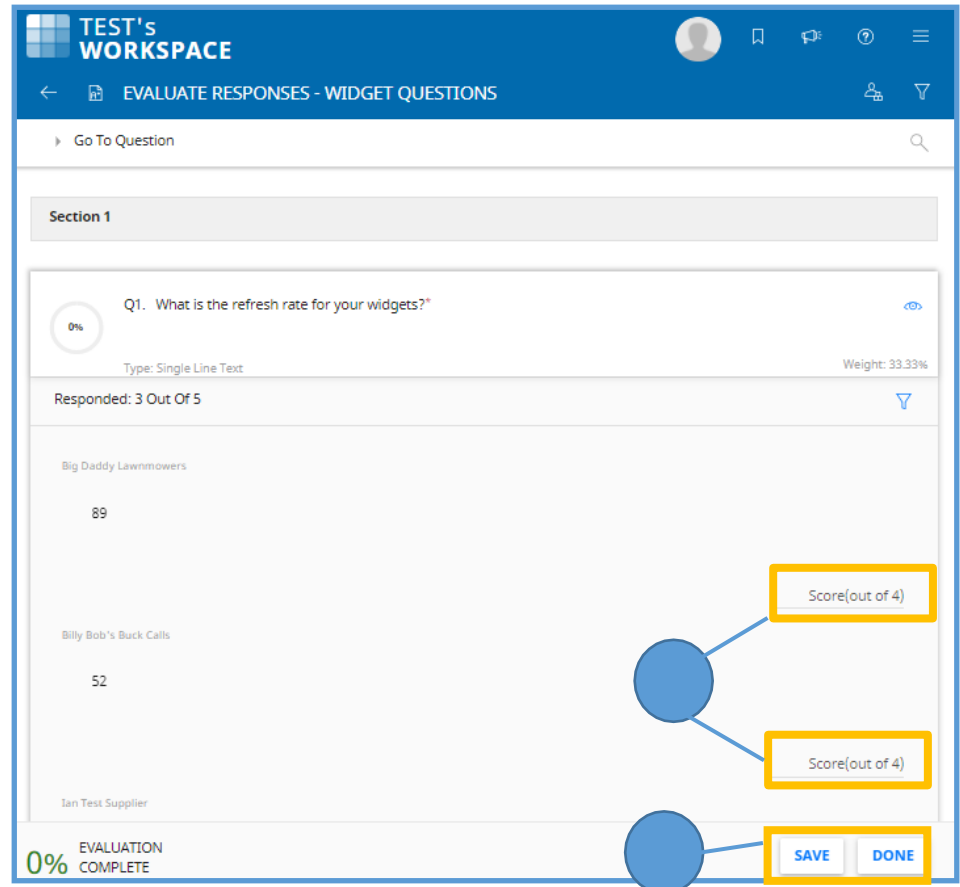 TEST's
WORKSPACE
EVALUATE RESPONSES - WIDGET QUESTIONS
Go To Question
Section 1
Q1. What is the refresh rate for your widgets?*
0%
Type: Single Line Text
Weight: 33.33%
Responded: 3 Out Of 5
Big Daddy Lawnmowers
89
Score(out of 4)
Billy Bob's Buck Calls
52
Score(out of 4)
Ian Test Supplier
0% EVALUATION
COMPLETE
SAVE DONE